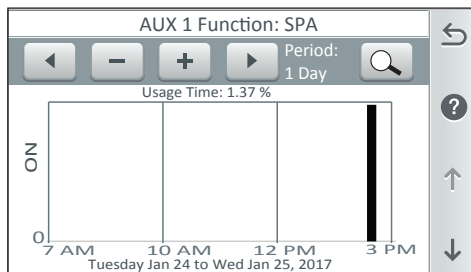 AUX 1 Function: SPA
Period:
1 Day
Usage Time: 1.37 %
ON
0
7 AM 10 AM 12 PM 3 PM
Tuesday Jan 24 to Wed Jan 25, 2017